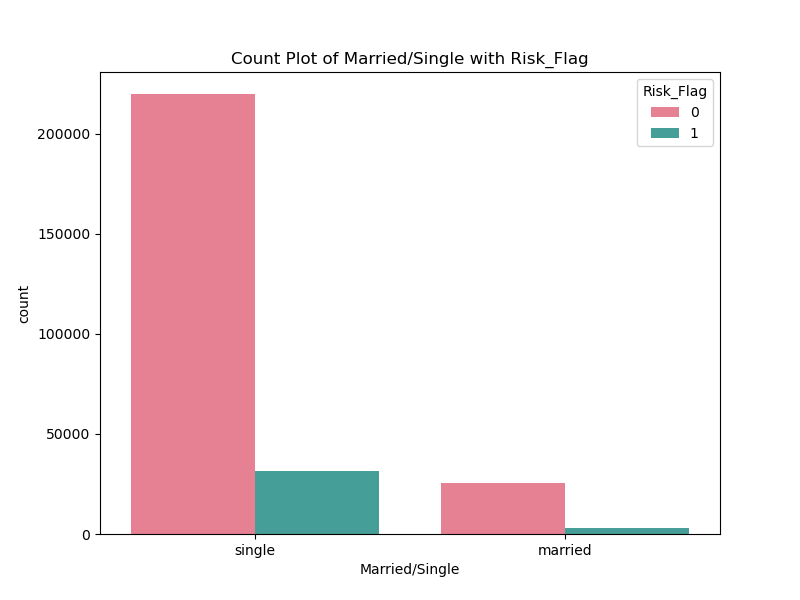 Count Plot of Married/Single with Risk_Flag
Risk_Flag
0
1
200000
150000
100000
50000
0
count
single
married
Married/Single